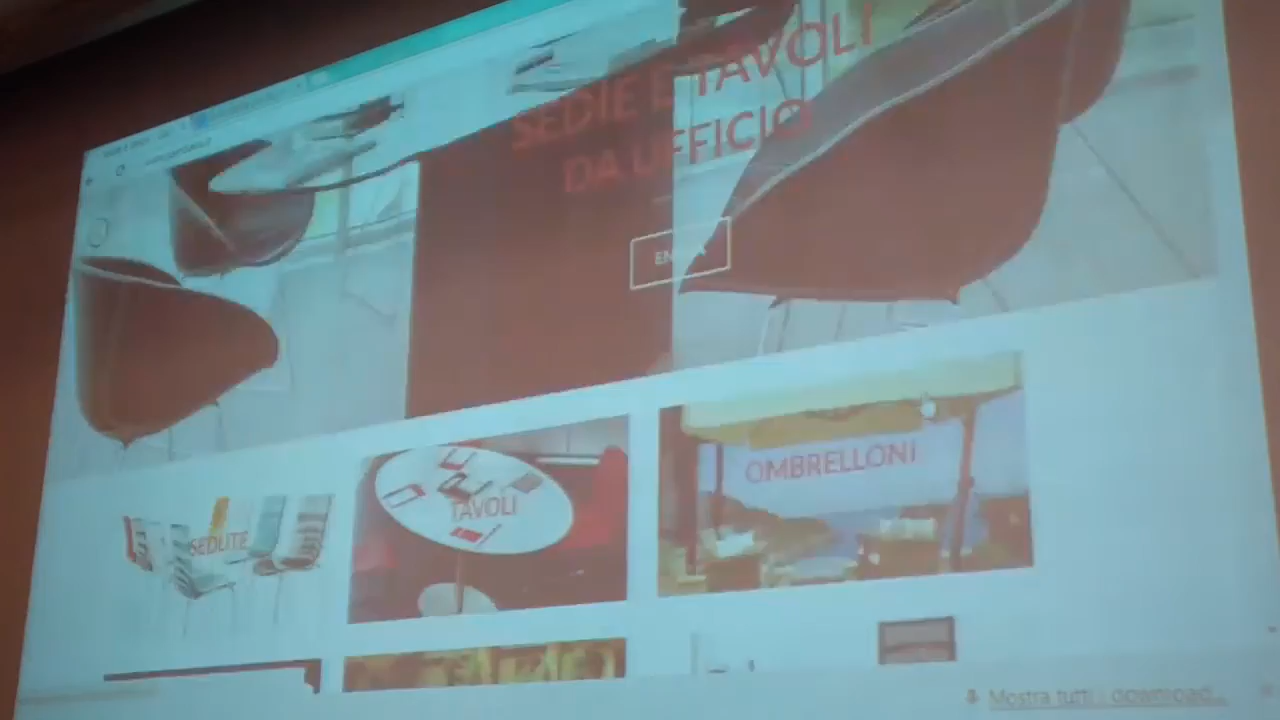 SEDIE E TAVOLI
DA UFFICIO
SEDUTE
TAVOLI
OMBRELLONI
Mostra tutti i download...